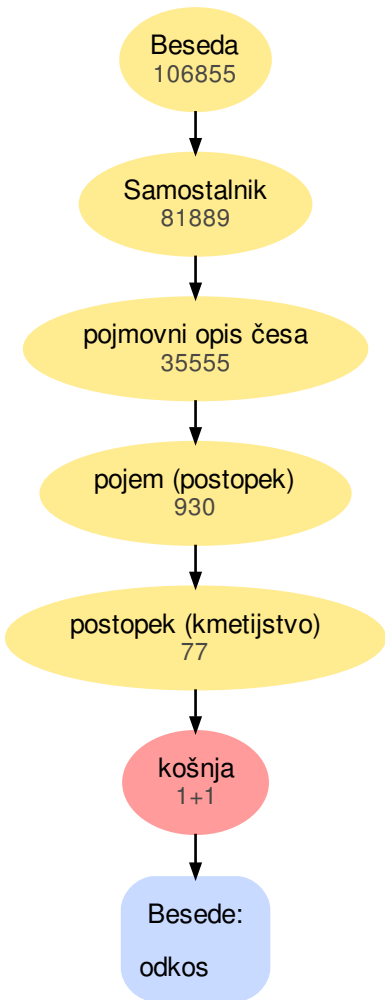 Beseda
106855
Samostalnik
81889
pojmovni opis česa
35555
pojem (postopek)
930
postopek (kmetijstvo)
77
košnja
1+1
Besede:
odkos